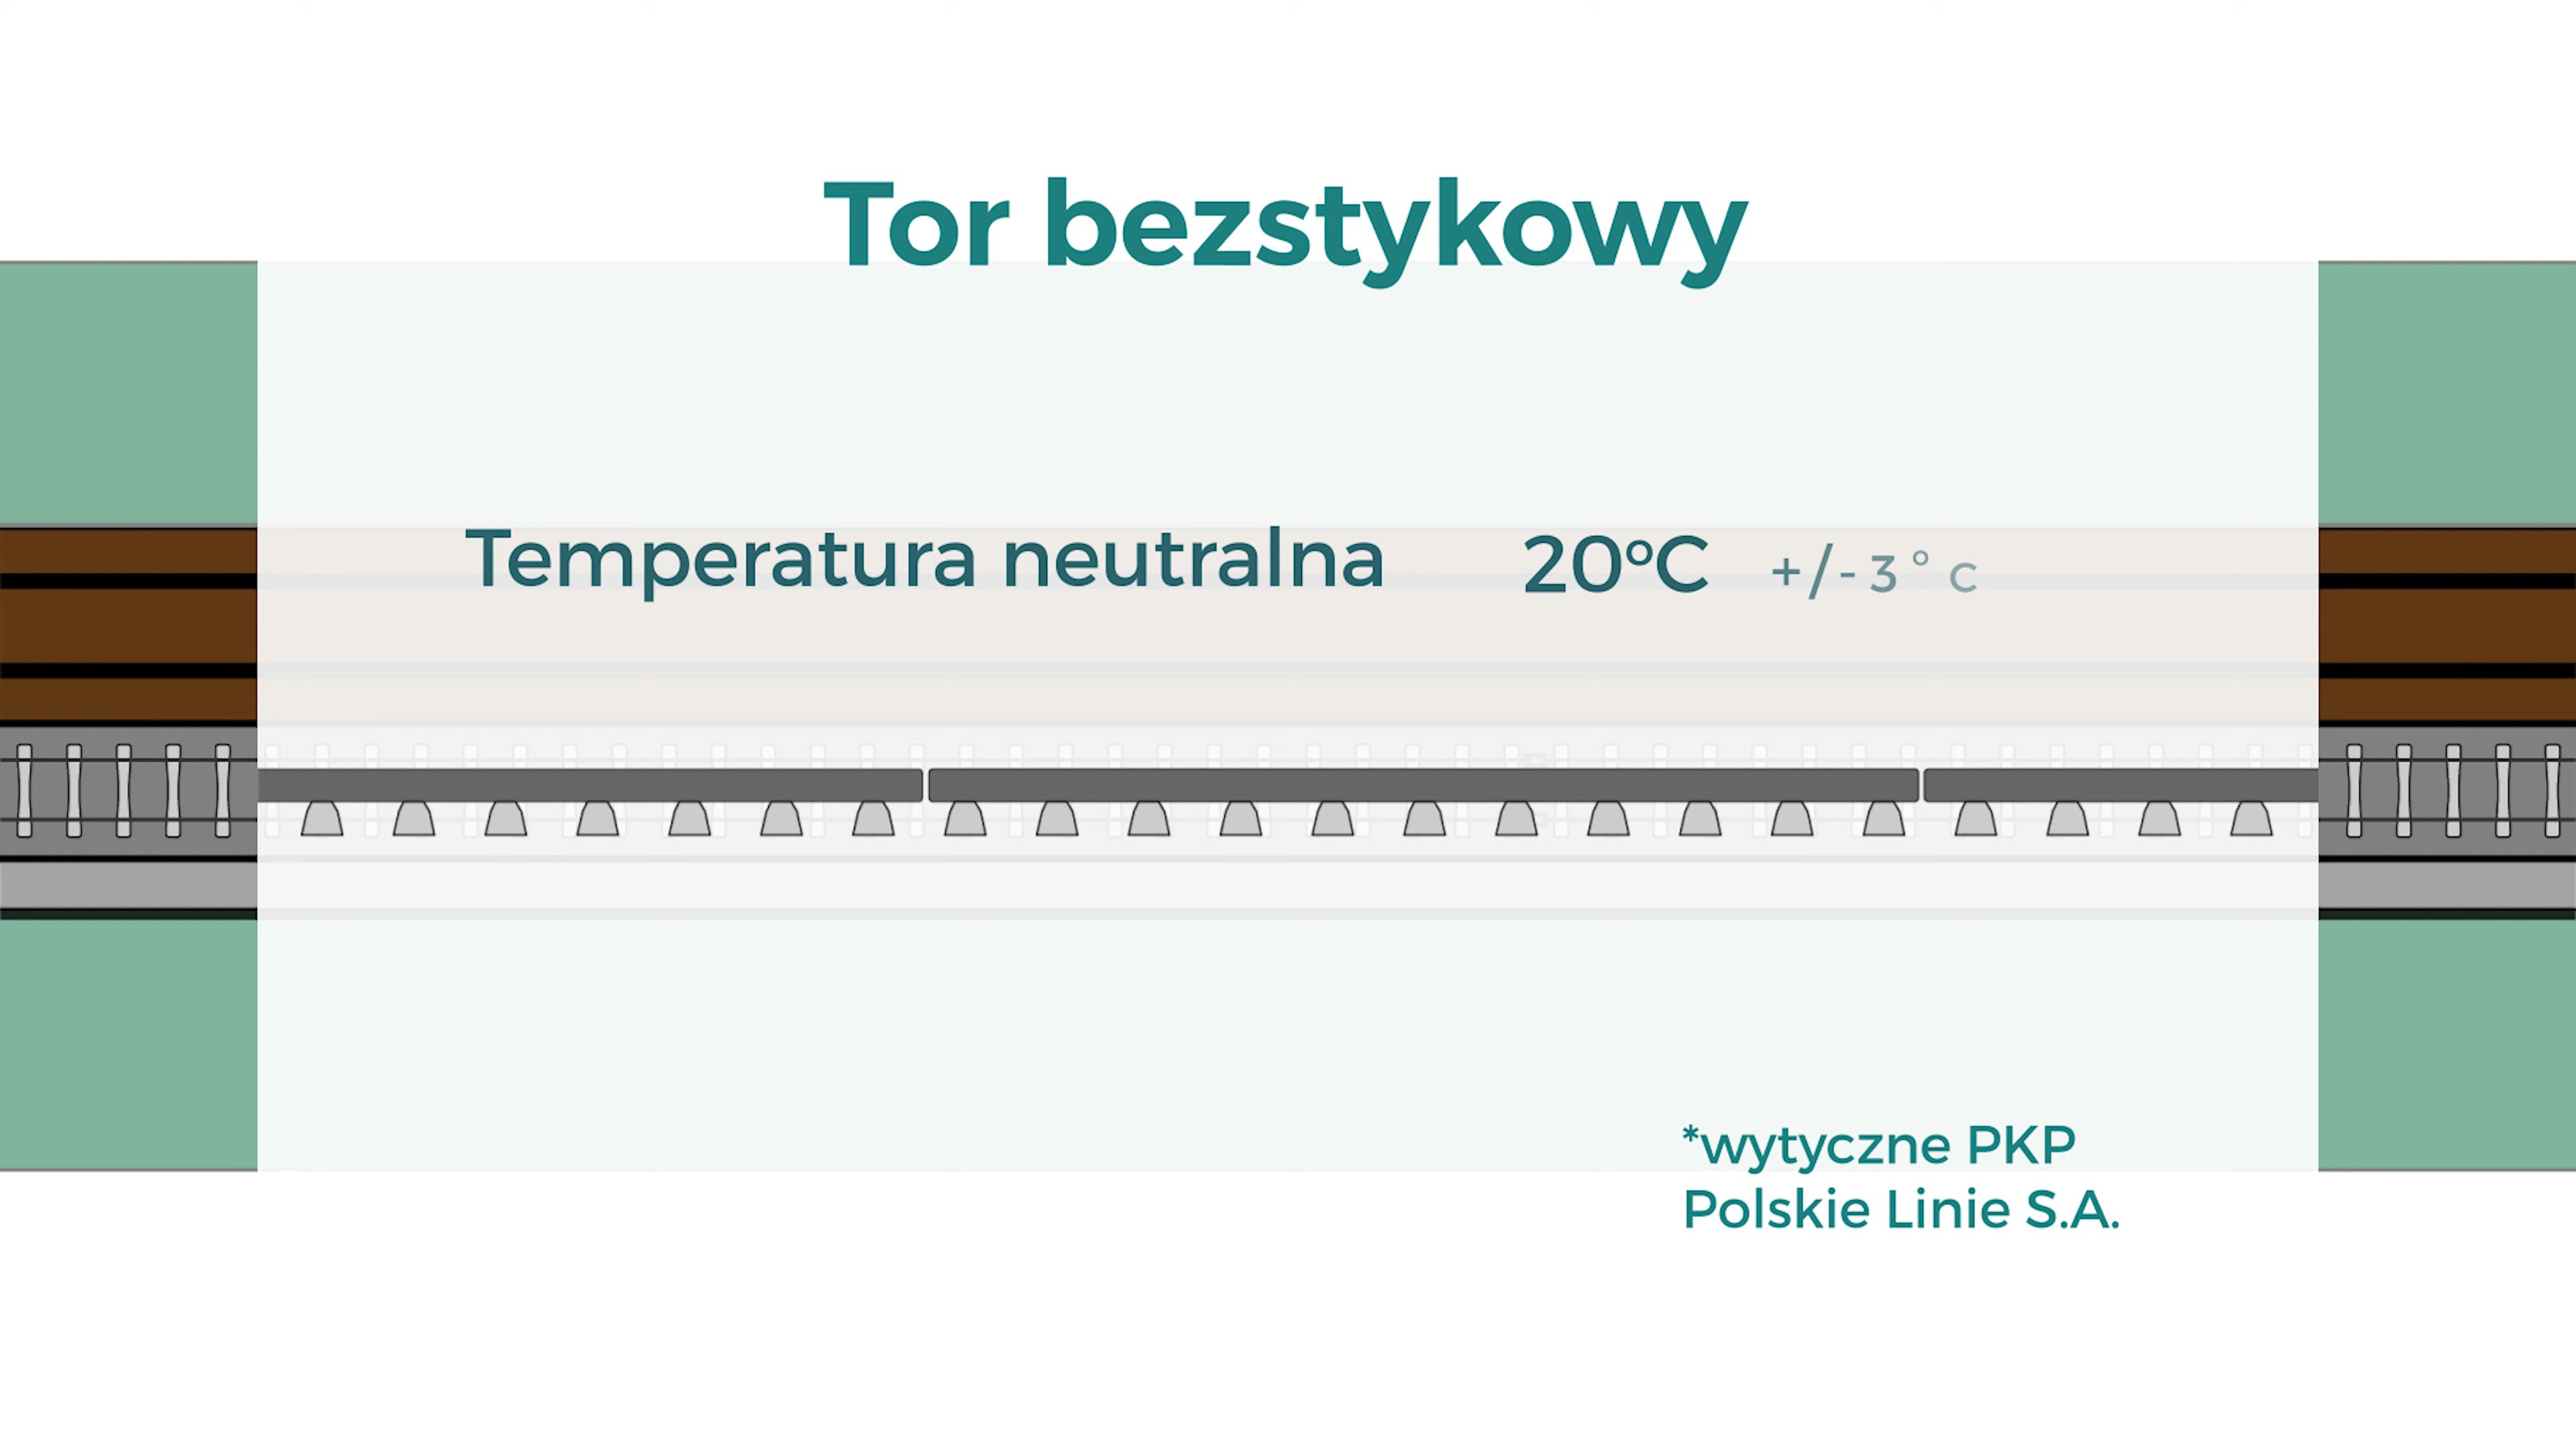 Tor bezstykowy
Temperatura neutralna 20°C +/-3° C
*wytyczne PKP
Polskie Linie S.A.